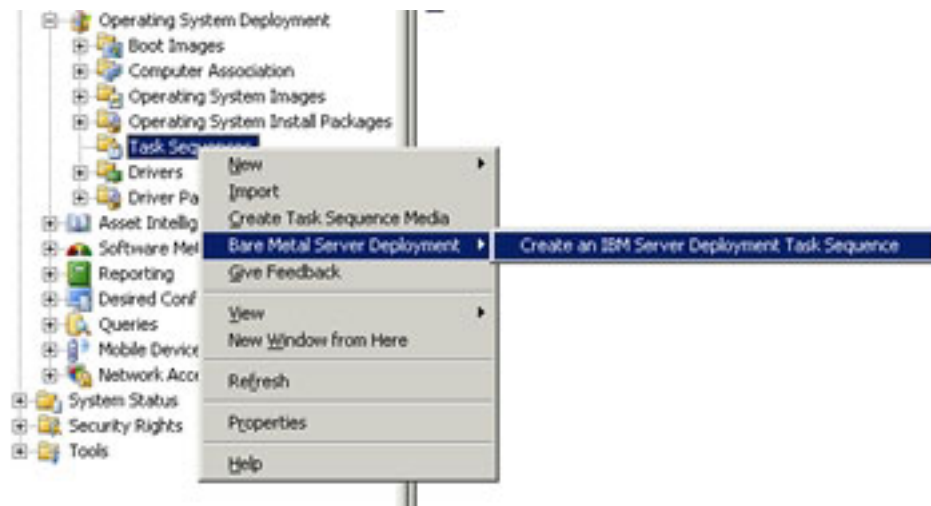 Operating System Deployment
Boot Images
Computer Association
Operating System Images
Operating System Install Packages
Task Sequences
Drivers
Driver Pa
Asset Intellig
Software Met
Reporting
Desired Conf
Queries
Mobile Device
Network Acce
System Status
Security Rights
Tools
New
Import
Create Task Sequence Media
Bare Metal Server Deployment
Create an IBM Server Deployment Task Sequence
Give Feedback
View
New Window from Here
Refresh
Properties
Help